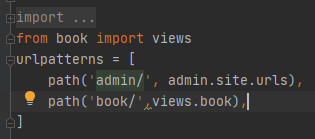 import ...
from book import views
urlpatterns = [
path('admin/', admin.site.urls),
path('book/',views.book),
]